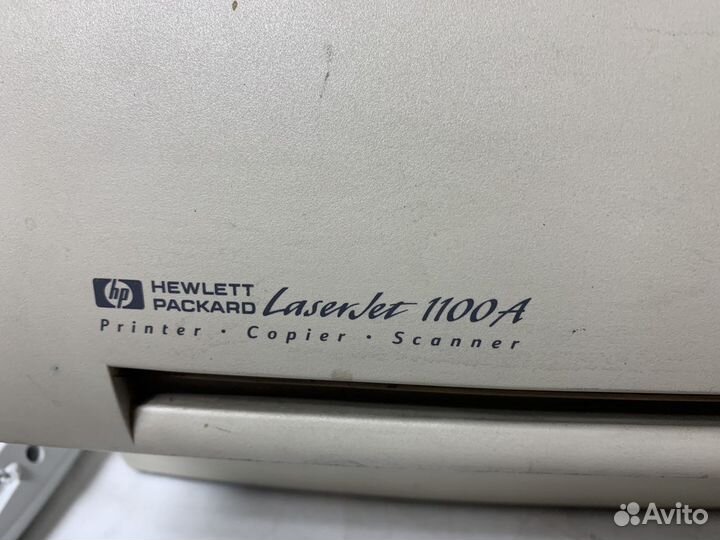 hp HEWLETT
PACKARD LaserJet 1100A
Printer · Copier · Scanner
Avito